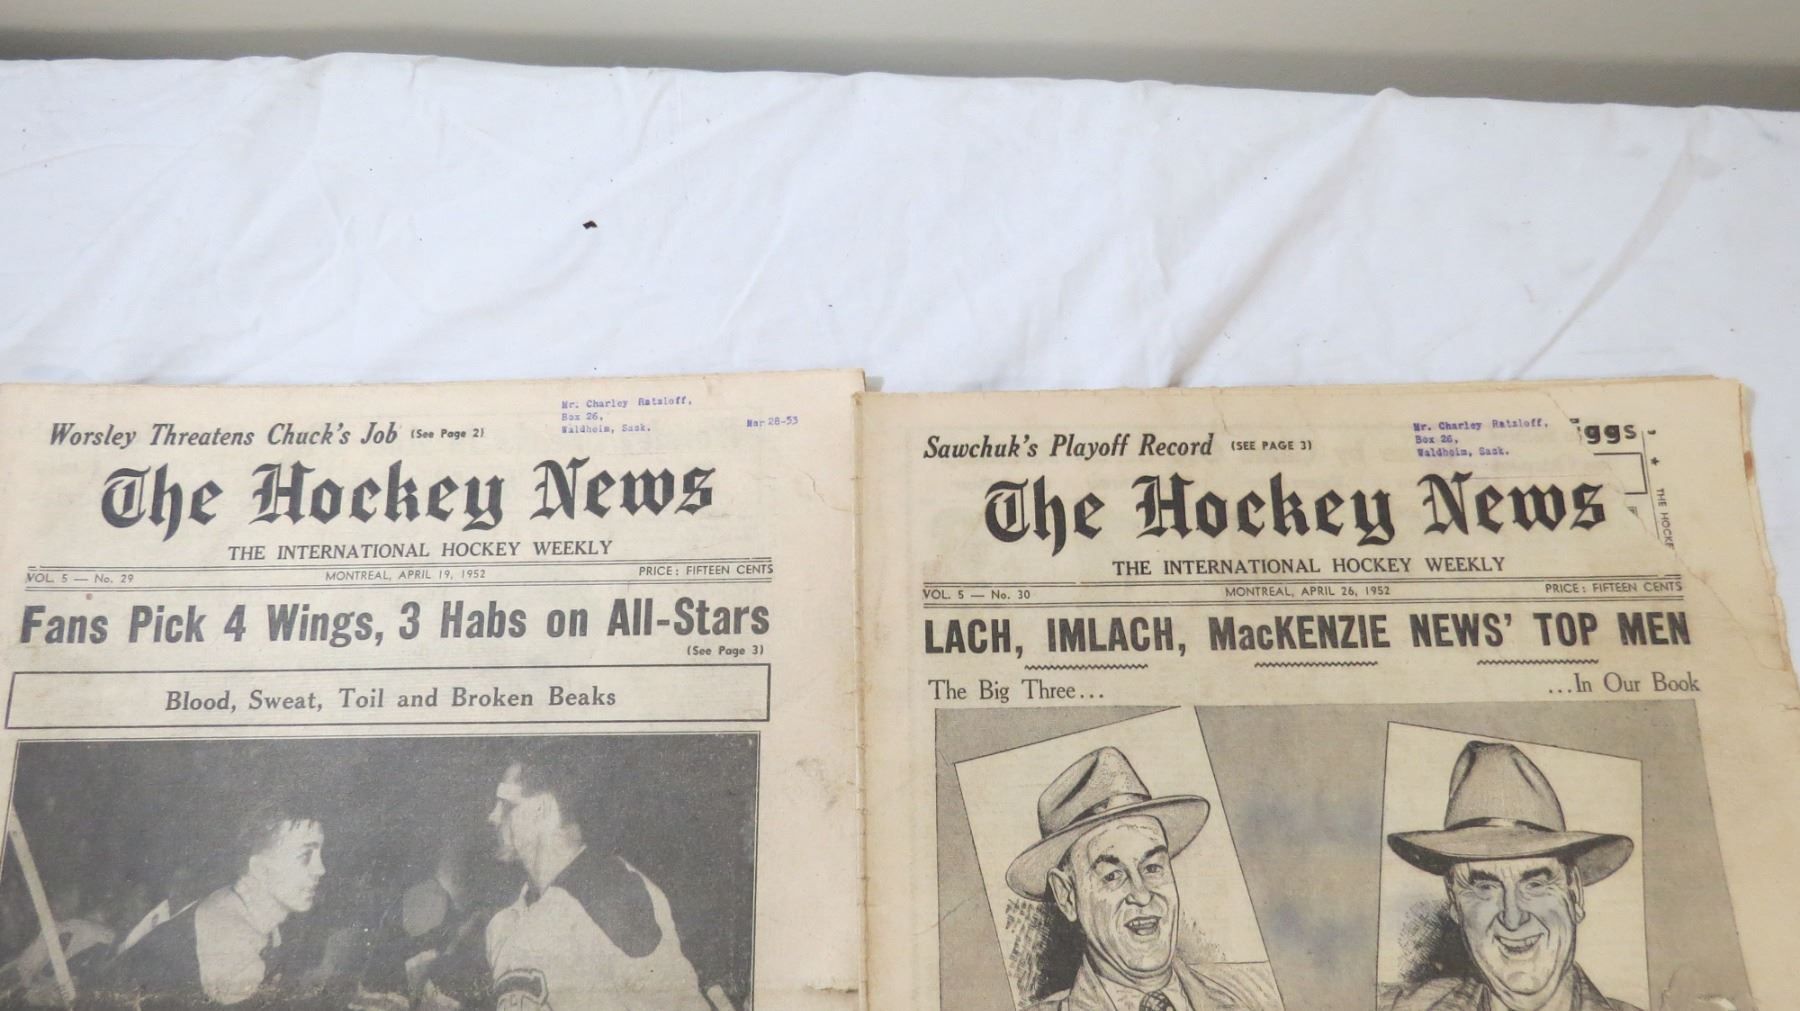 Worsley Threatens Chuck's Job (See Page 2)
Mr. Charley Ratzloff,
Box 26,
Waldheim, Sask.
Mar 28-53
The Hockey News
THE INTERNATIONAL HOCKEY WEEKLY
VOL. 5 — No. 29 MONTREAL, APRIL 19, 1952 PRICE: FIFTEEN CENTS
Fans Pick 4 Wings, 3 Habs on All-Stars
(See Page 3)
Blood, Sweat, Toil and Broken Beaks
Sawchuk's Playoff Record (SEE PAGE 3)
Mr. Charley Ratzloff,
Box 26,
Waldheim, Sask.
ggs
THE HOCKE
The Hockey News
THE INTERNATIONAL HOCKEY WEEKLY
VOL. 5 — No. 30 MONTREAL, APRIL 26, 1952 PRICE: FIFTEEN CENTS
LACH, IMLACH, MacKENZIE NEWS' TOP MEN
The Big Three... ...In Our Book